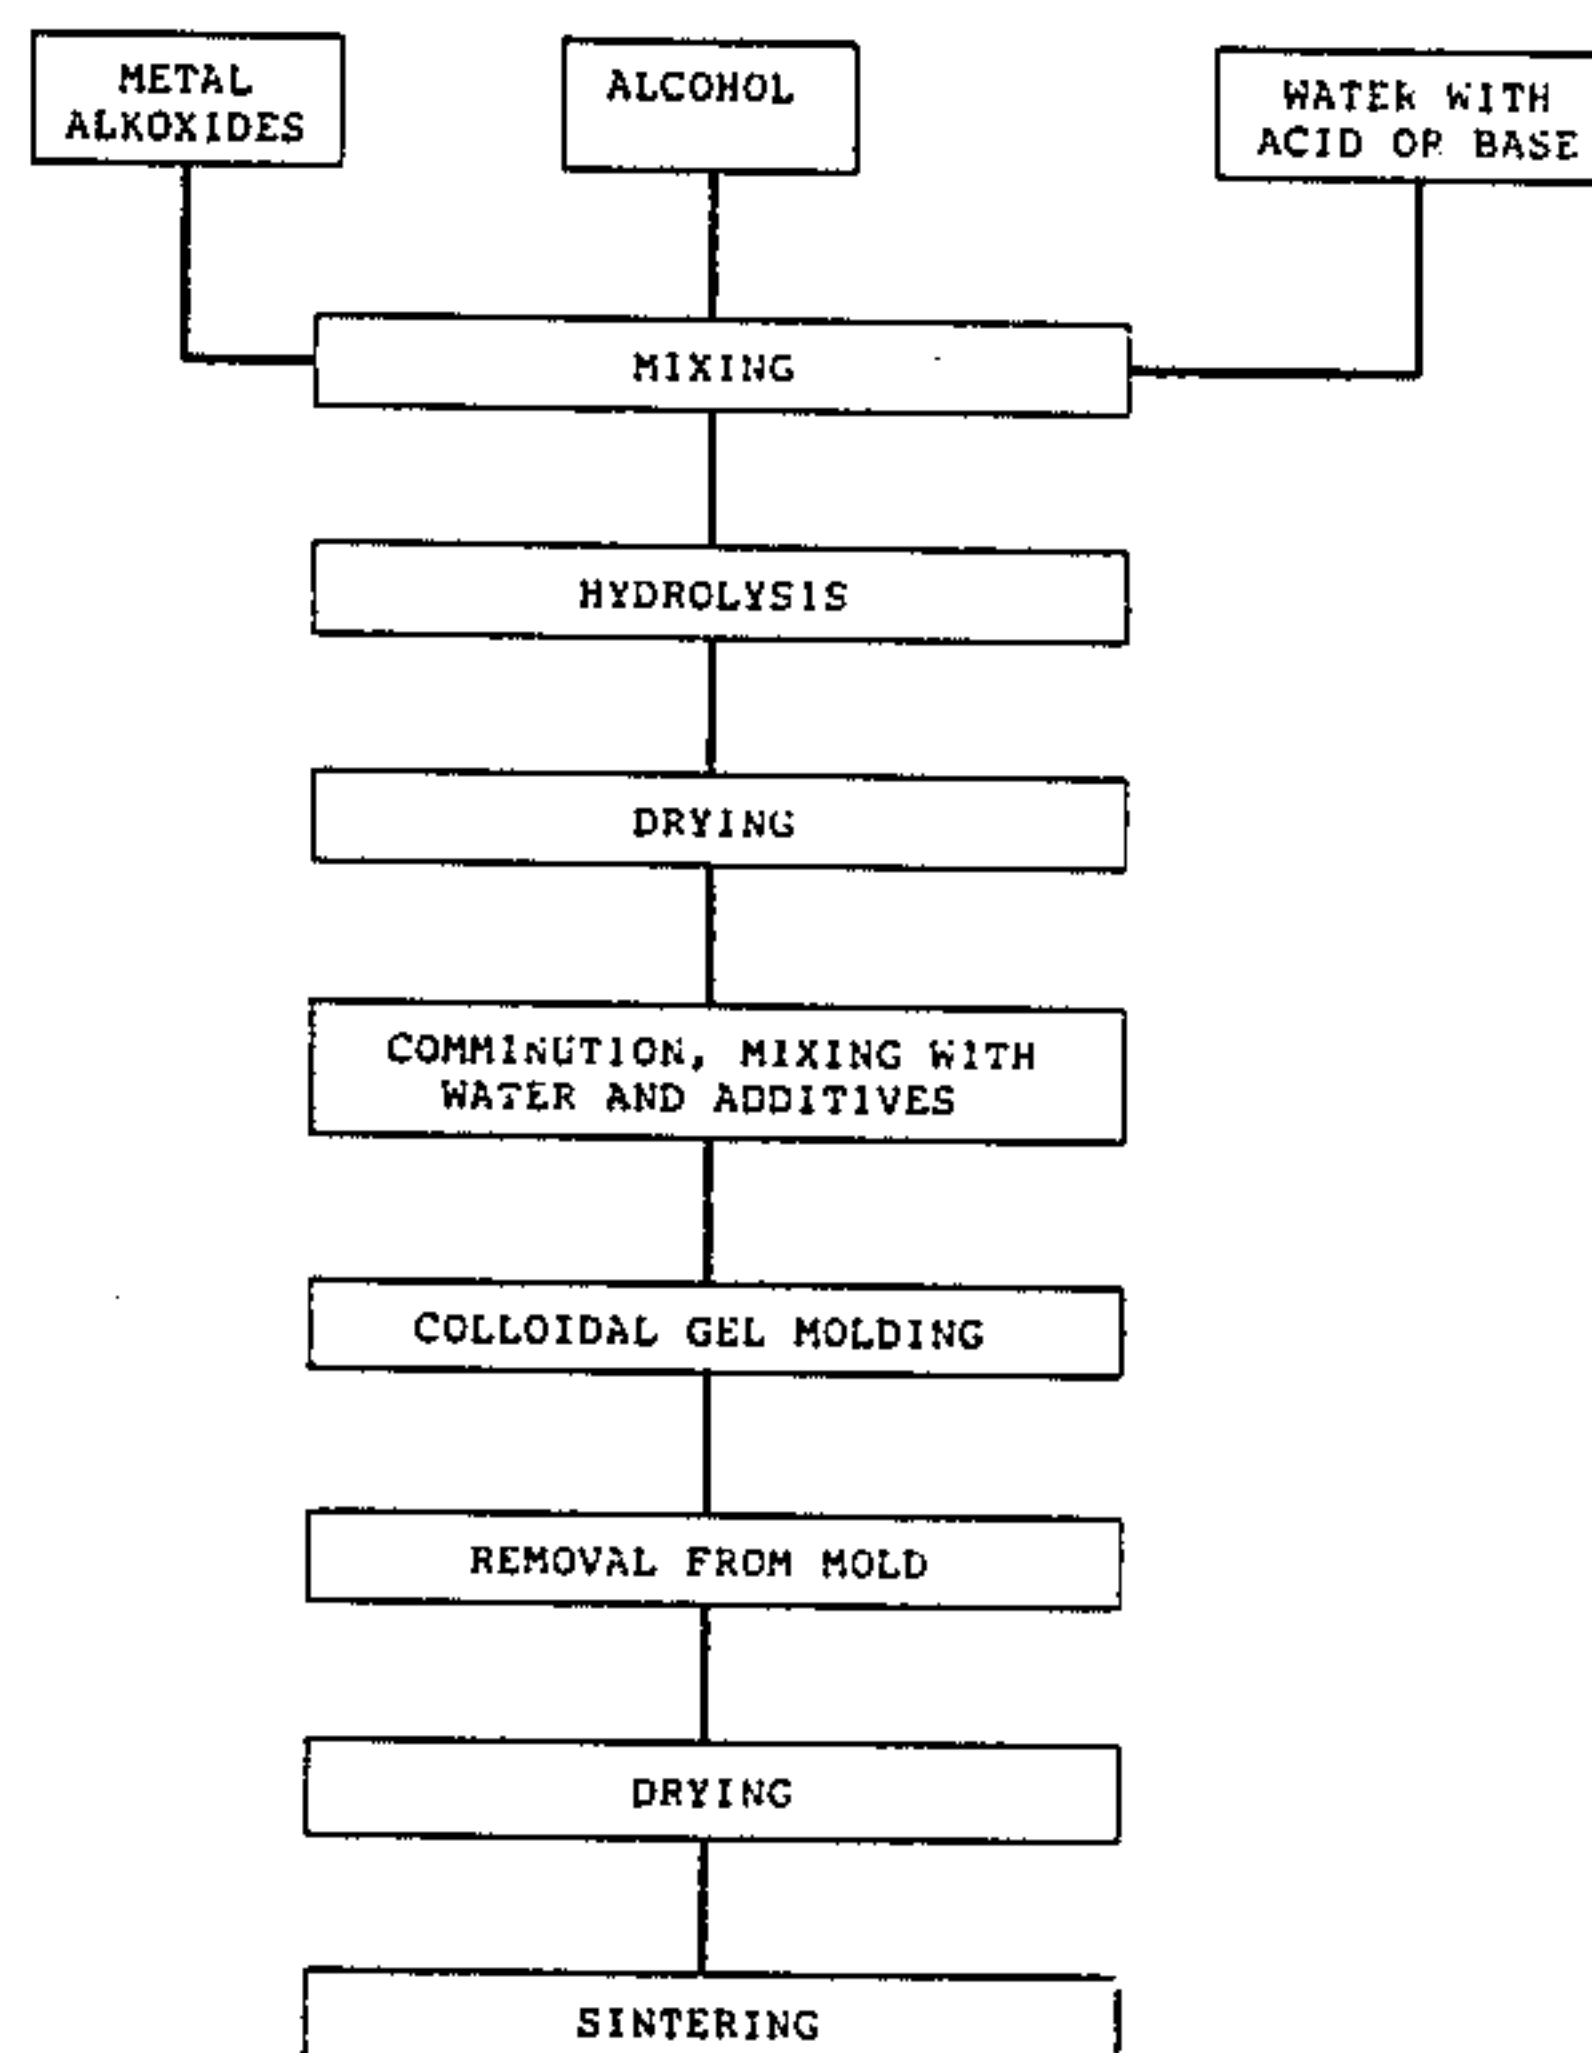 METAL
ALKOXIDES
ALCOHOL
WATER WITH
ACID OR BASE
MIXING
HYDROLYSIS
DRYING
COMMINUTION, MIXING WITH
WATER AND ADDITIVES
COLLOIDAL GEL MOLDING
REMOVAL FROM MOLD
DRYING
SINTERING